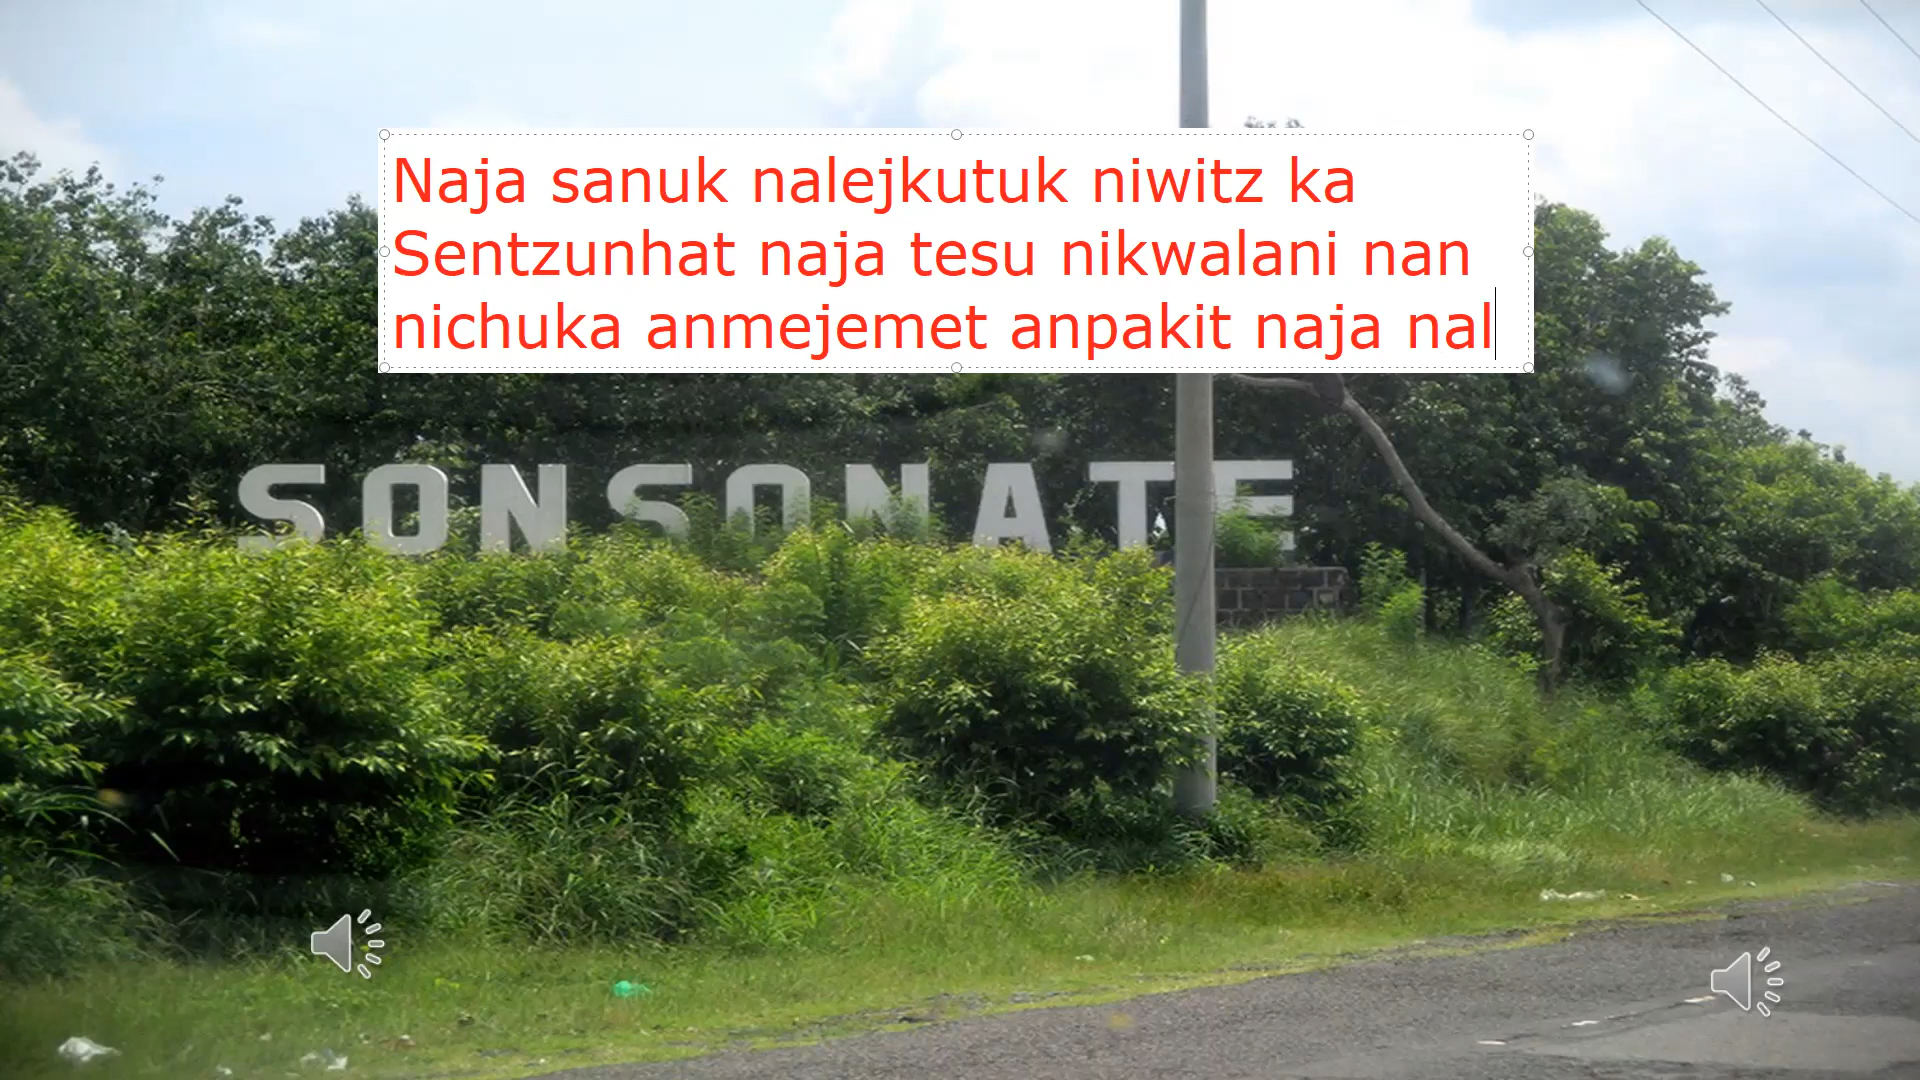 Naja sanuk nalejkutuk niwitz ka
Sentzunhat naja tesu nikwalani nan
nichuka anmejemet anpakit naja nal
SONSONATE